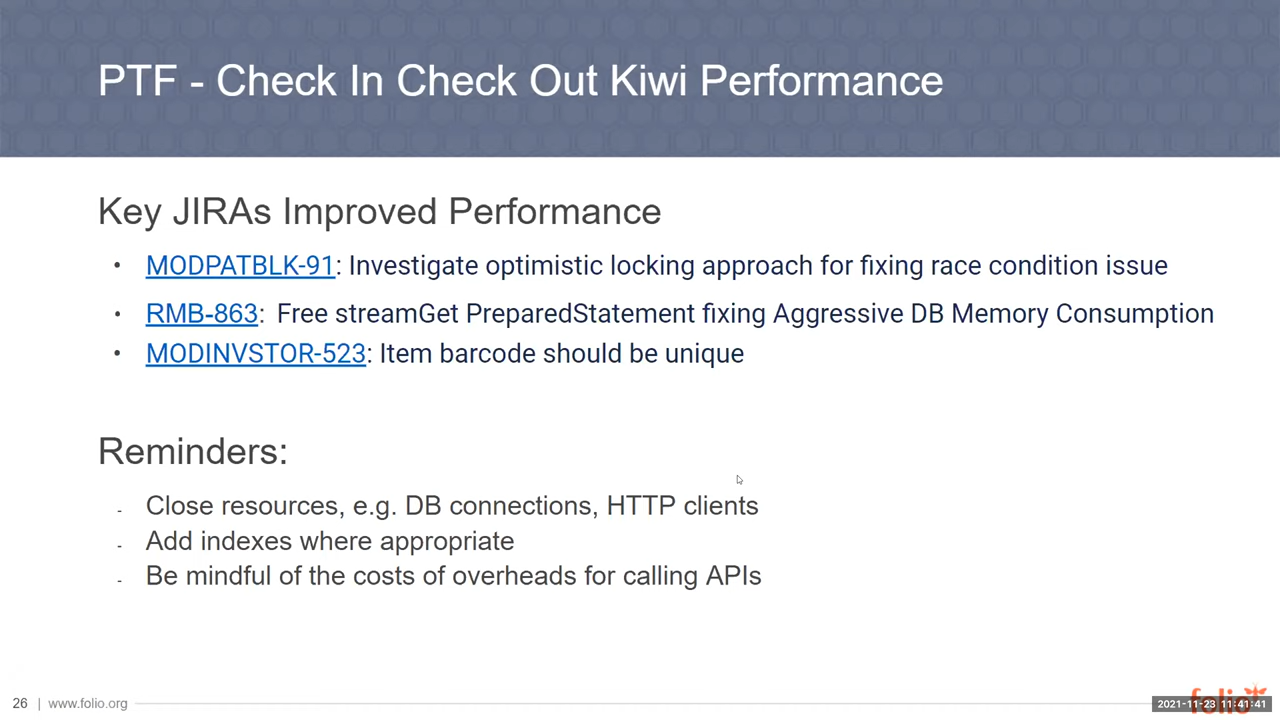 PTF - Check In Check Out Kiwi Performance
Key JIRAs Improved Performance
• MODPATBLK-91: Investigate optimistic locking approach for fixing race condition issue
• RMB-863: Free streamGet PreparedStatement fixing Aggressive DB Memory Consumption
• MODINVSTOR-523: Item barcode should be unique
Reminders:
- Close resources, e.g. DB connections, HTTP clients
- Add indexes where appropriate
- Be mindful of the costs of overheads for calling APIs
26 | www.folio.org
folio
2021-11-23 11:41:41